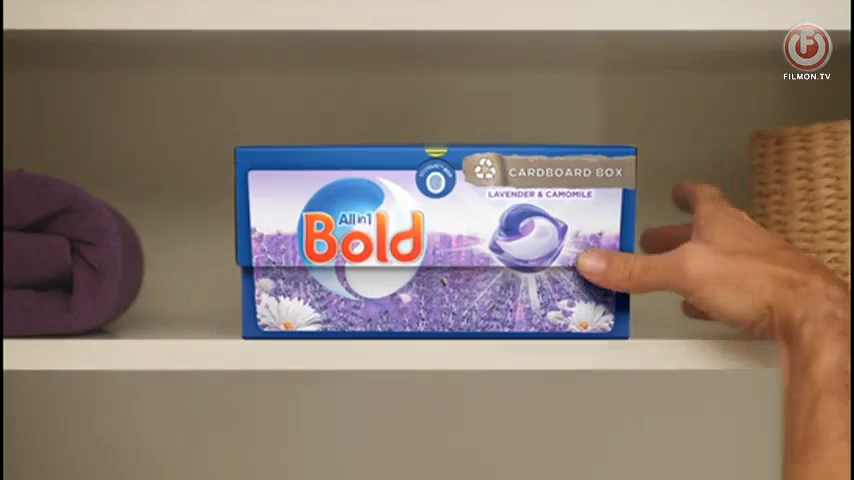 FILMON.TV
CARDBOARD BOX
LAVENDER & CAMOMILE
All in 1
Bold